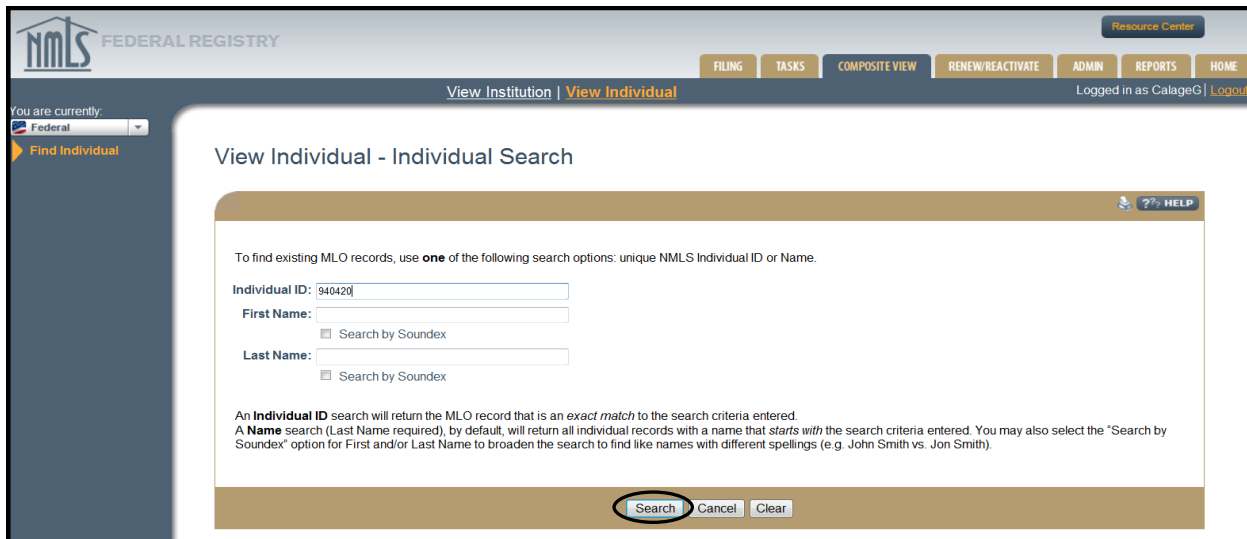 Resource Center
NMLS FEDERAL REGISTRY
FILING TASKS COMPOSITE VIEW RENEW/REACTIVATE ADMIN REPORTS HOME
View Institution | View Individual
Logged in as CalageG | Logout
You are currently:
Federal
Find Individual
View Individual - Individual Search
??? HELP
To find existing MLO records, use one of the following search options: unique NMLS Individual ID or Name.
Individual ID: 940420
First Name:
Search by Soundex
Last Name:
Search by Soundex
An Individual ID search will return the MLO record that is an exact match to the search criteria entered.
A Name search (Last Name required), by default, will return all individual records with a name that starts with the search criteria entered. You may also select the "Search by
Soundex" option for First and/or Last Name to broaden the search to find like names with different spellings (e.g. John Smith vs. Jon Smith).
Search Cancel Clear